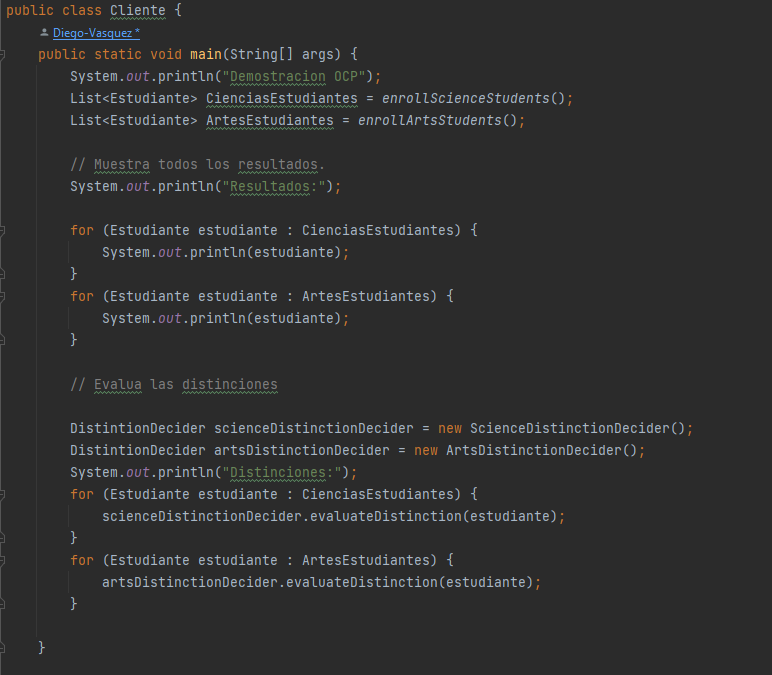 public class Cliente {
Diego-Vasquez *
public static void main(String[] args) {
System.out.println("Demostracion OCP");
List<Estudiante> CienciasEstudiantes = enrollScienceStudents();
List<Estudiante> ArtesEstudiantes = enrollArtsStudents();
// Muestra todos los resultados.
System.out.println("Resultados:");
for (Estudiante estudiante : CienciasEstudiantes) {
System.out.println(estudiante);
}
for (Estudiante estudiante : ArtesEstudiantes) {
System.out.println(estudiante);
}
// Evalua las distinciones
DistintionDecider scienceDistinctionDecider = new ScienceDistinctionDecider();
DistintionDecider artsDistinctionDecider = new ArtsDistinctionDecider();
System.out.println("Distinciones:");
for (Estudiante estudiante : CienciasEstudiantes) {
scienceDistinctionDecider.evaluateDistinction(estudiante);
}
for (Estudiante estudiante : ArtesEstudiantes) {
artsDistinctionDecider.evaluateDistinction(estudiante);
}
}